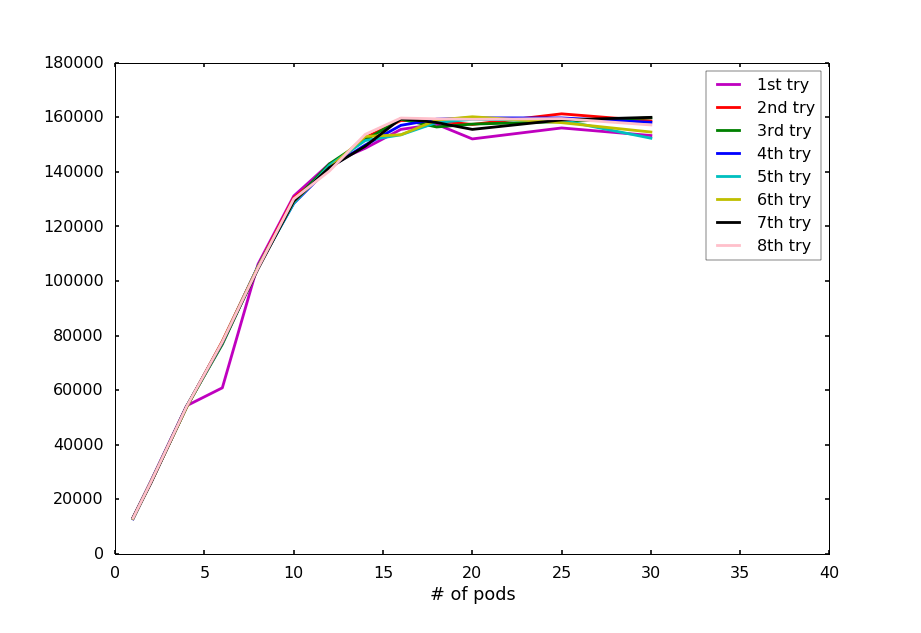 180000
160000
140000
120000
100000
80000
60000
40000
20000
0
0 5 10 15 20 25 30 35 40
# of pods
1st try
2nd try
3rd try
4th try
5th try
6th try
7th try
8th try